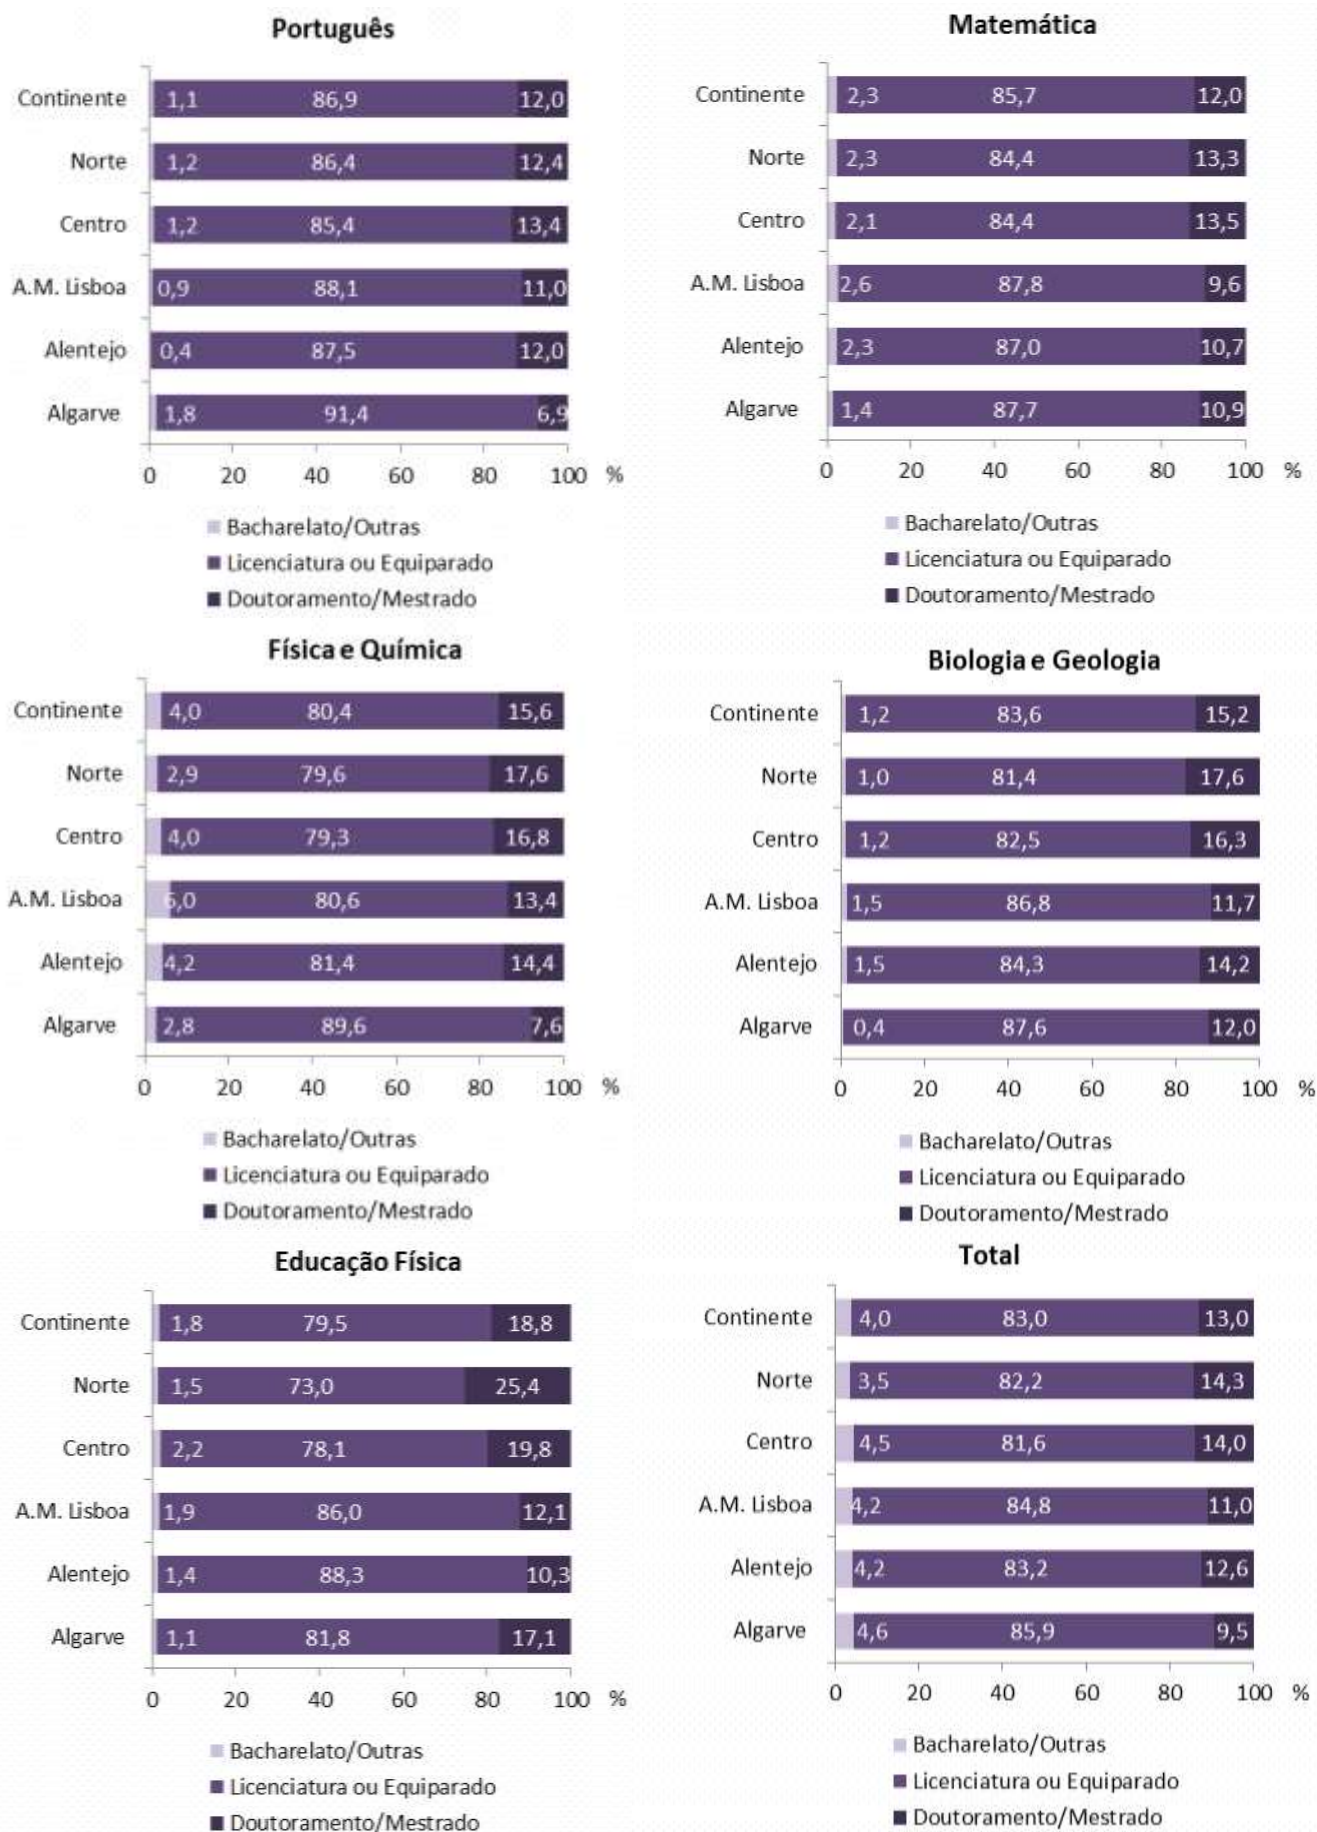 Português
Continente 1,1 86,9 12,0
Norte 1,2 86,4 12,4
Centro 1,2 85,4 13,4
A.M. Lisboa 0,9 88,1 11,0
Alentejo 0,4 87,5 12,0
Algarve 1,8 91,4 6,9
0 20 40 60 80 100 %
Bacharelato/Outras
Licenciatura ou Equiparado
Doutoramento/Mestrado
Matemática
Continente 2,3 85,7 12,0
Norte 2,3 84,4 13,3
Centro 2,1 84,4 13,5
A.M. Lisboa 2,6 87,8 9,6
Alentejo 2,3 87,0 10,7
Algarve 1,4 87,7 10,9
0 20 40 60 80 100 %
Bacharelato/Outras
Licenciatura ou Equiparado
Doutoramento/Mestrado
Física e Química
Continente 4,0 80,4 15,6
Norte 2,9 79,6 17,6
Centro 4,0 79,3 16,8
A.M. Lisboa 6,0 80,6 13,4
Alentejo 4,2 81,4 14,4
Algarve 2,8 89,6 7,6
0 20 40 60 80 100 %
Bacharelato/Outras
Licenciatura ou Equiparado
Doutoramento/Mestrado
Biologia e Geologia
Continente 1,2 83,6 15,2
Norte 1,0 81,4 17,6
Centro 1,2 82,5 16,3
A.M. Lisboa 1,5 86,8 11,7
Alentejo 1,5 84,3 14,2
Algarve 0,4 87,6 12,0
0 20 40 60 80 100 %
Bacharelato/Outras
Licenciatura ou Equiparado
Doutoramento/Mestrado
Educação Física
Continente 1,8 79,5 18,8
Norte 1,5 73,0 25,4
Centro 2,2 78,1 19,8
A.M. Lisboa 1,9 86,0 12,1
Alentejo 1,4 88,3 10,3
Algarve 1,1 81,8 17,1
0 20 40 60 80 100 %
Bacharelato/Outras
Licenciatura ou Equiparado
Doutoramento/Mestrado
Total
Continente 4,0 83,0 13,0
Norte 3,5 82,2 14,3
Centro 4,5 81,6 14,0
A.M. Lisboa 4,2 84,8 11,0
Alentejo 4,2 83,2 12,6
Algarve 4,6 85,9 9,5
0 20 40 60 80 100 %
Bacharelato/Outras
Licenciatura ou Equiparado
Doutoramento/Mestrado